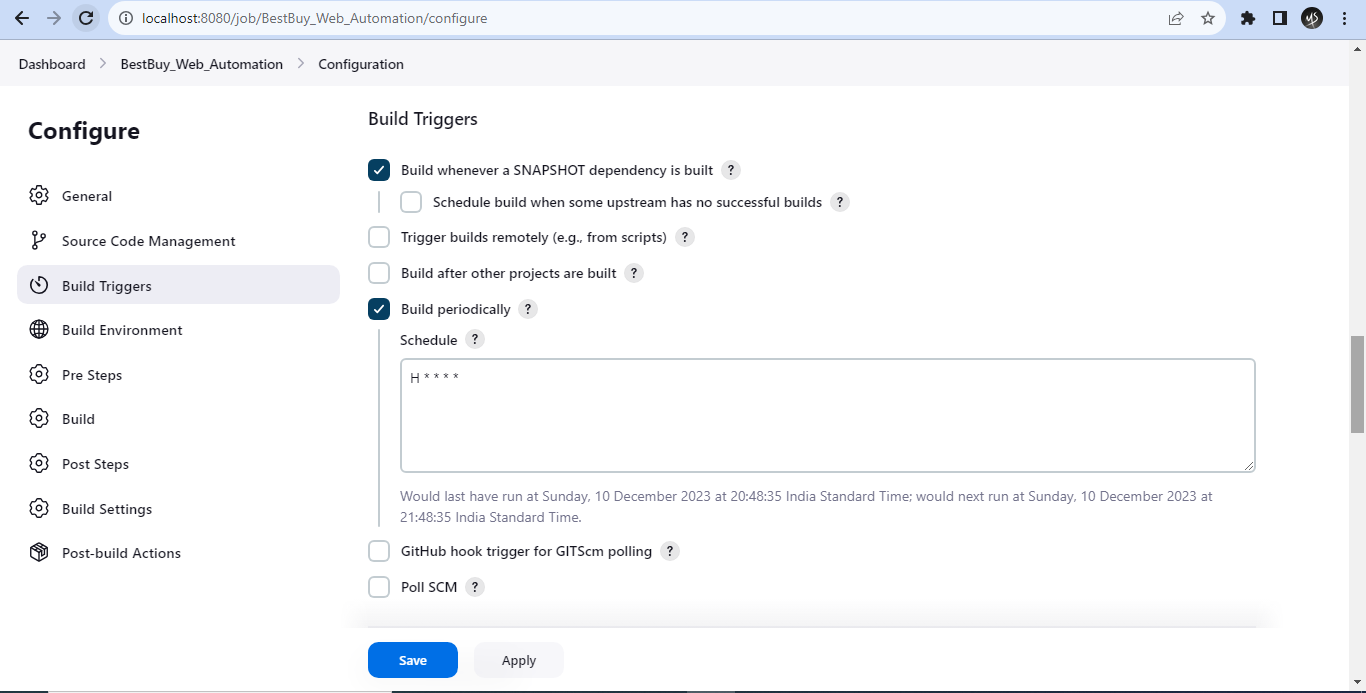 localhost:8080/job/BestBuy_Web_Automation/configure
Dashboard > BestBuy_Web_Automation > Configuration
Configure
General
Source Code Management
Build Triggers
Build Environment
Pre Steps
Build
Post Steps
Build Settings
Post-build Actions
Build Triggers
Build whenever a SNAPSHOT dependency is built ?
Schedule build when some upstream has no successful builds ?
Trigger builds remotely (e.g., from scripts) ?
Build after other projects are built ?
Build periodically ?
Schedule ?
H * * * *
Would last have run at Sunday, 10 December 2023 at 20:48:35 India Standard Time; would next run at Sunday, 10 December 2023 at
21:48:35 India Standard Time.
GitHub hook trigger for GITScm polling ?
Poll SCM ?
Save
Apply